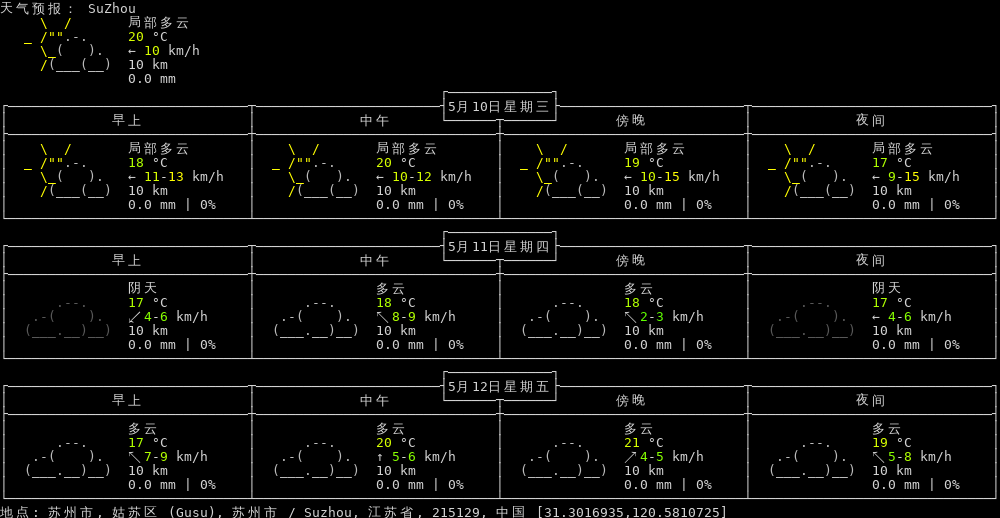 天气预报： SuZhou
局部多云
20 °C
← 10 km/h
10 km
0.0 mm
5月10日星期三
早上 中午 傍晚 夜间
局部多云 局部多云 局部多云 局部多云
18 °C 20 °C 19 °C 17 °C
← 11-13 km/h ← 10-12 km/h ← 10-15 km/h ← 9-15 km/h
10 km 10 km 10 km 10 km
0.0 mm | 0% 0.0 mm | 0% 0.0 mm | 0% 0.0 mm | 0%
5月11日星期四
早上 中午 傍晚 夜间
阴天 多云 多云 阴天
17 °C 18 °C 18 °C 17 °C
↙ 4-6 km/h ↖ 8-9 km/h ↖ 2-3 km/h ← 4-6 km/h
10 km 10 km 10 km 10 km
0.0 mm | 0% 0.0 mm | 0% 0.0 mm | 0% 0.0 mm | 0%
5月12日星期五
早上 中午 傍晚 夜间
多云 多云 多云 多云
17 °C 20 °C 21 °C 19 °C
↖ 7-9 km/h ↑ 5-6 km/h ↗ 4-5 km/h ↖ 5-8 km/h
10 km 10 km 10 km 10 km
0.0 mm | 0% 0.0 mm | 0% 0.0 mm | 0% 0.0 mm | 0%
地点: 苏州市, 姑苏区 (Gusu), 苏州市 / Suzhou, 江苏省, 215129, 中国 [31.3016935,120.5810725]